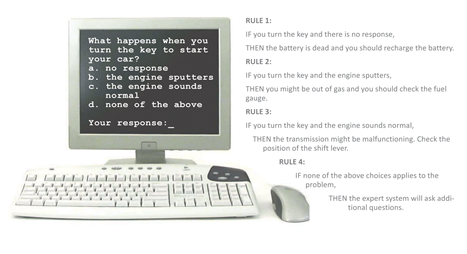 What happens when you
turn the key to start
your car?
a. no response
b. the engine sputters
c. the engine sounds
normal
d. none of the above
Your response:_
RULE 1:
IF you turn the key and there is no response,
THEN the battery is dead and you should recharge the battery.
RULE 2:
IF you turn the key and the engine sputters,
THEN you might be out of gas and you should check the fuel
gauge.
RULE 3:
IF you turn the key and the engine sounds normal,
THEN the transmission might be malfunctioning. Check the
position of the shift lever.
RULE 4:
IF none of the above choices applies to the
problem,
THEN the expert system will ask addi-
tional questions.